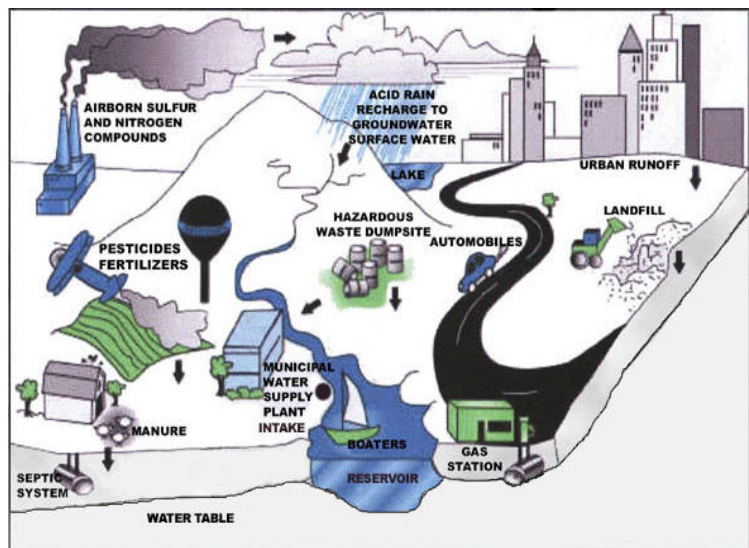 AIRBORN SULFUR
AND NITROGEN
COMPOUNDS
ACID RAIN
RECHARGE TO
GROUNDWATER
SURFACE WATER
LAKE
URBAN RUNOFF
PESTICIDES
FERTILIZERS
HAZARDOUS
WASTE DUMPSITE
AUTOMOBILES
LANDFILL
MUNICIPAL
WATER
SUPPLY
PLANT
INTAKE
MANURE
BOATERS
GAS
STATION
SEPTIC
SYSTEM
RESERVOIR
WATER TABLE